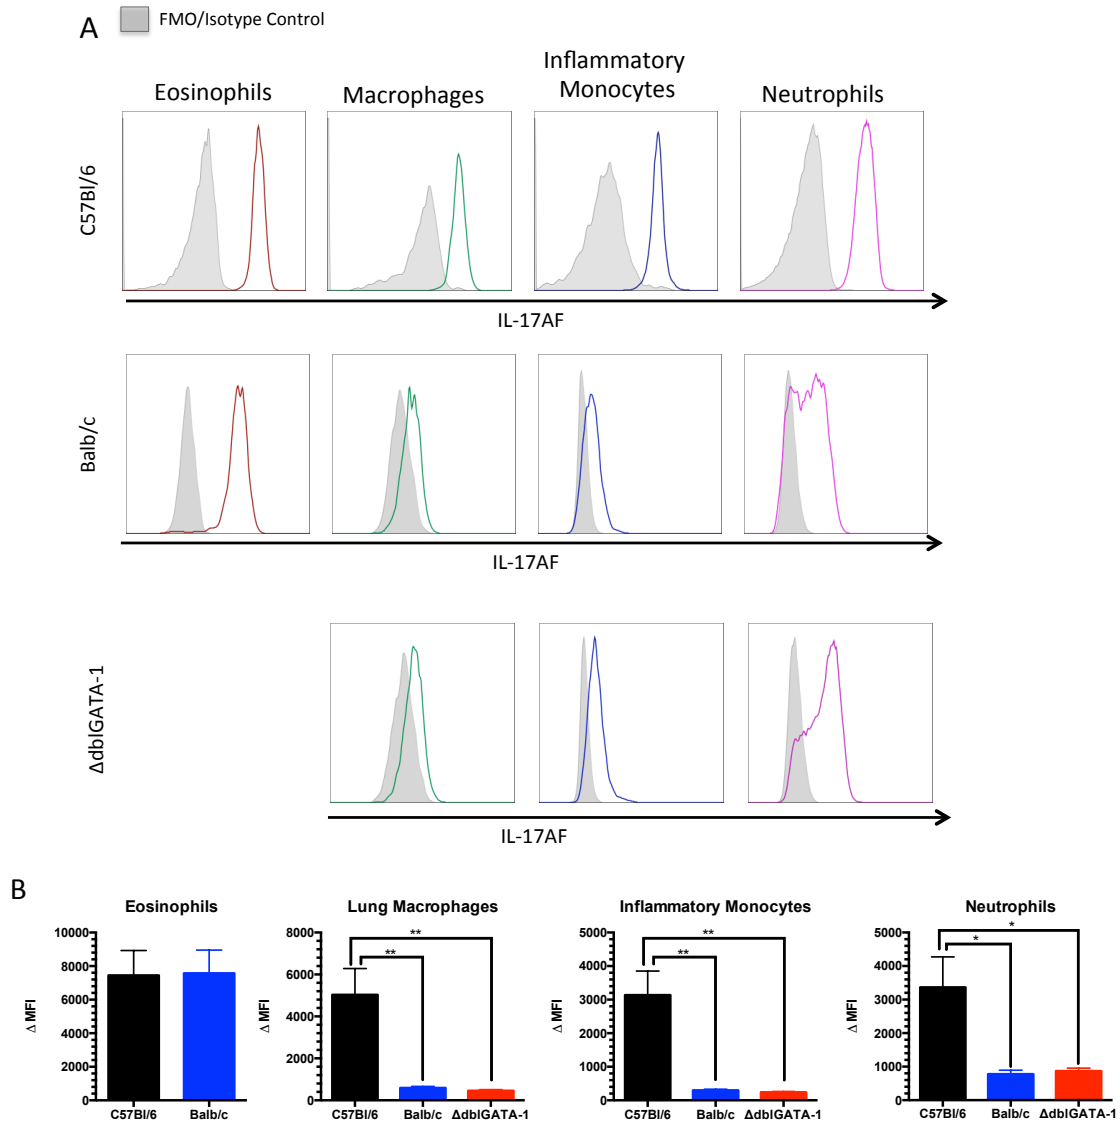 A
FMO/Isotype Control
Eosinophils
Macrophages
Inflammatory
Monocytes
Neutrophils
C57Bl/6
IL-17AF
Balb/c
IL-17AF
ΔdblGATA-1
IL-17AF
B
Eosinophils
Δ MFI
10000
8000
6000
4000
2000
0
C57Bl/6 Balb/c
Lung Macrophages
Δ MFI
8000
6000
4000
2000
0
**
**
C57Bl/6 Balb/c ΔdblGATA-1
Inflammatory Monocytes
Δ MFI
5000
4000
3000
2000
1000
0
**
**
C57Bl/6 Balb/c ΔdblGATA-1
Neutrophils
Δ MFI
5000
4000
3000
2000
1000
0
*
*
C57Bl/6 Balb/c ΔdblGATA-1